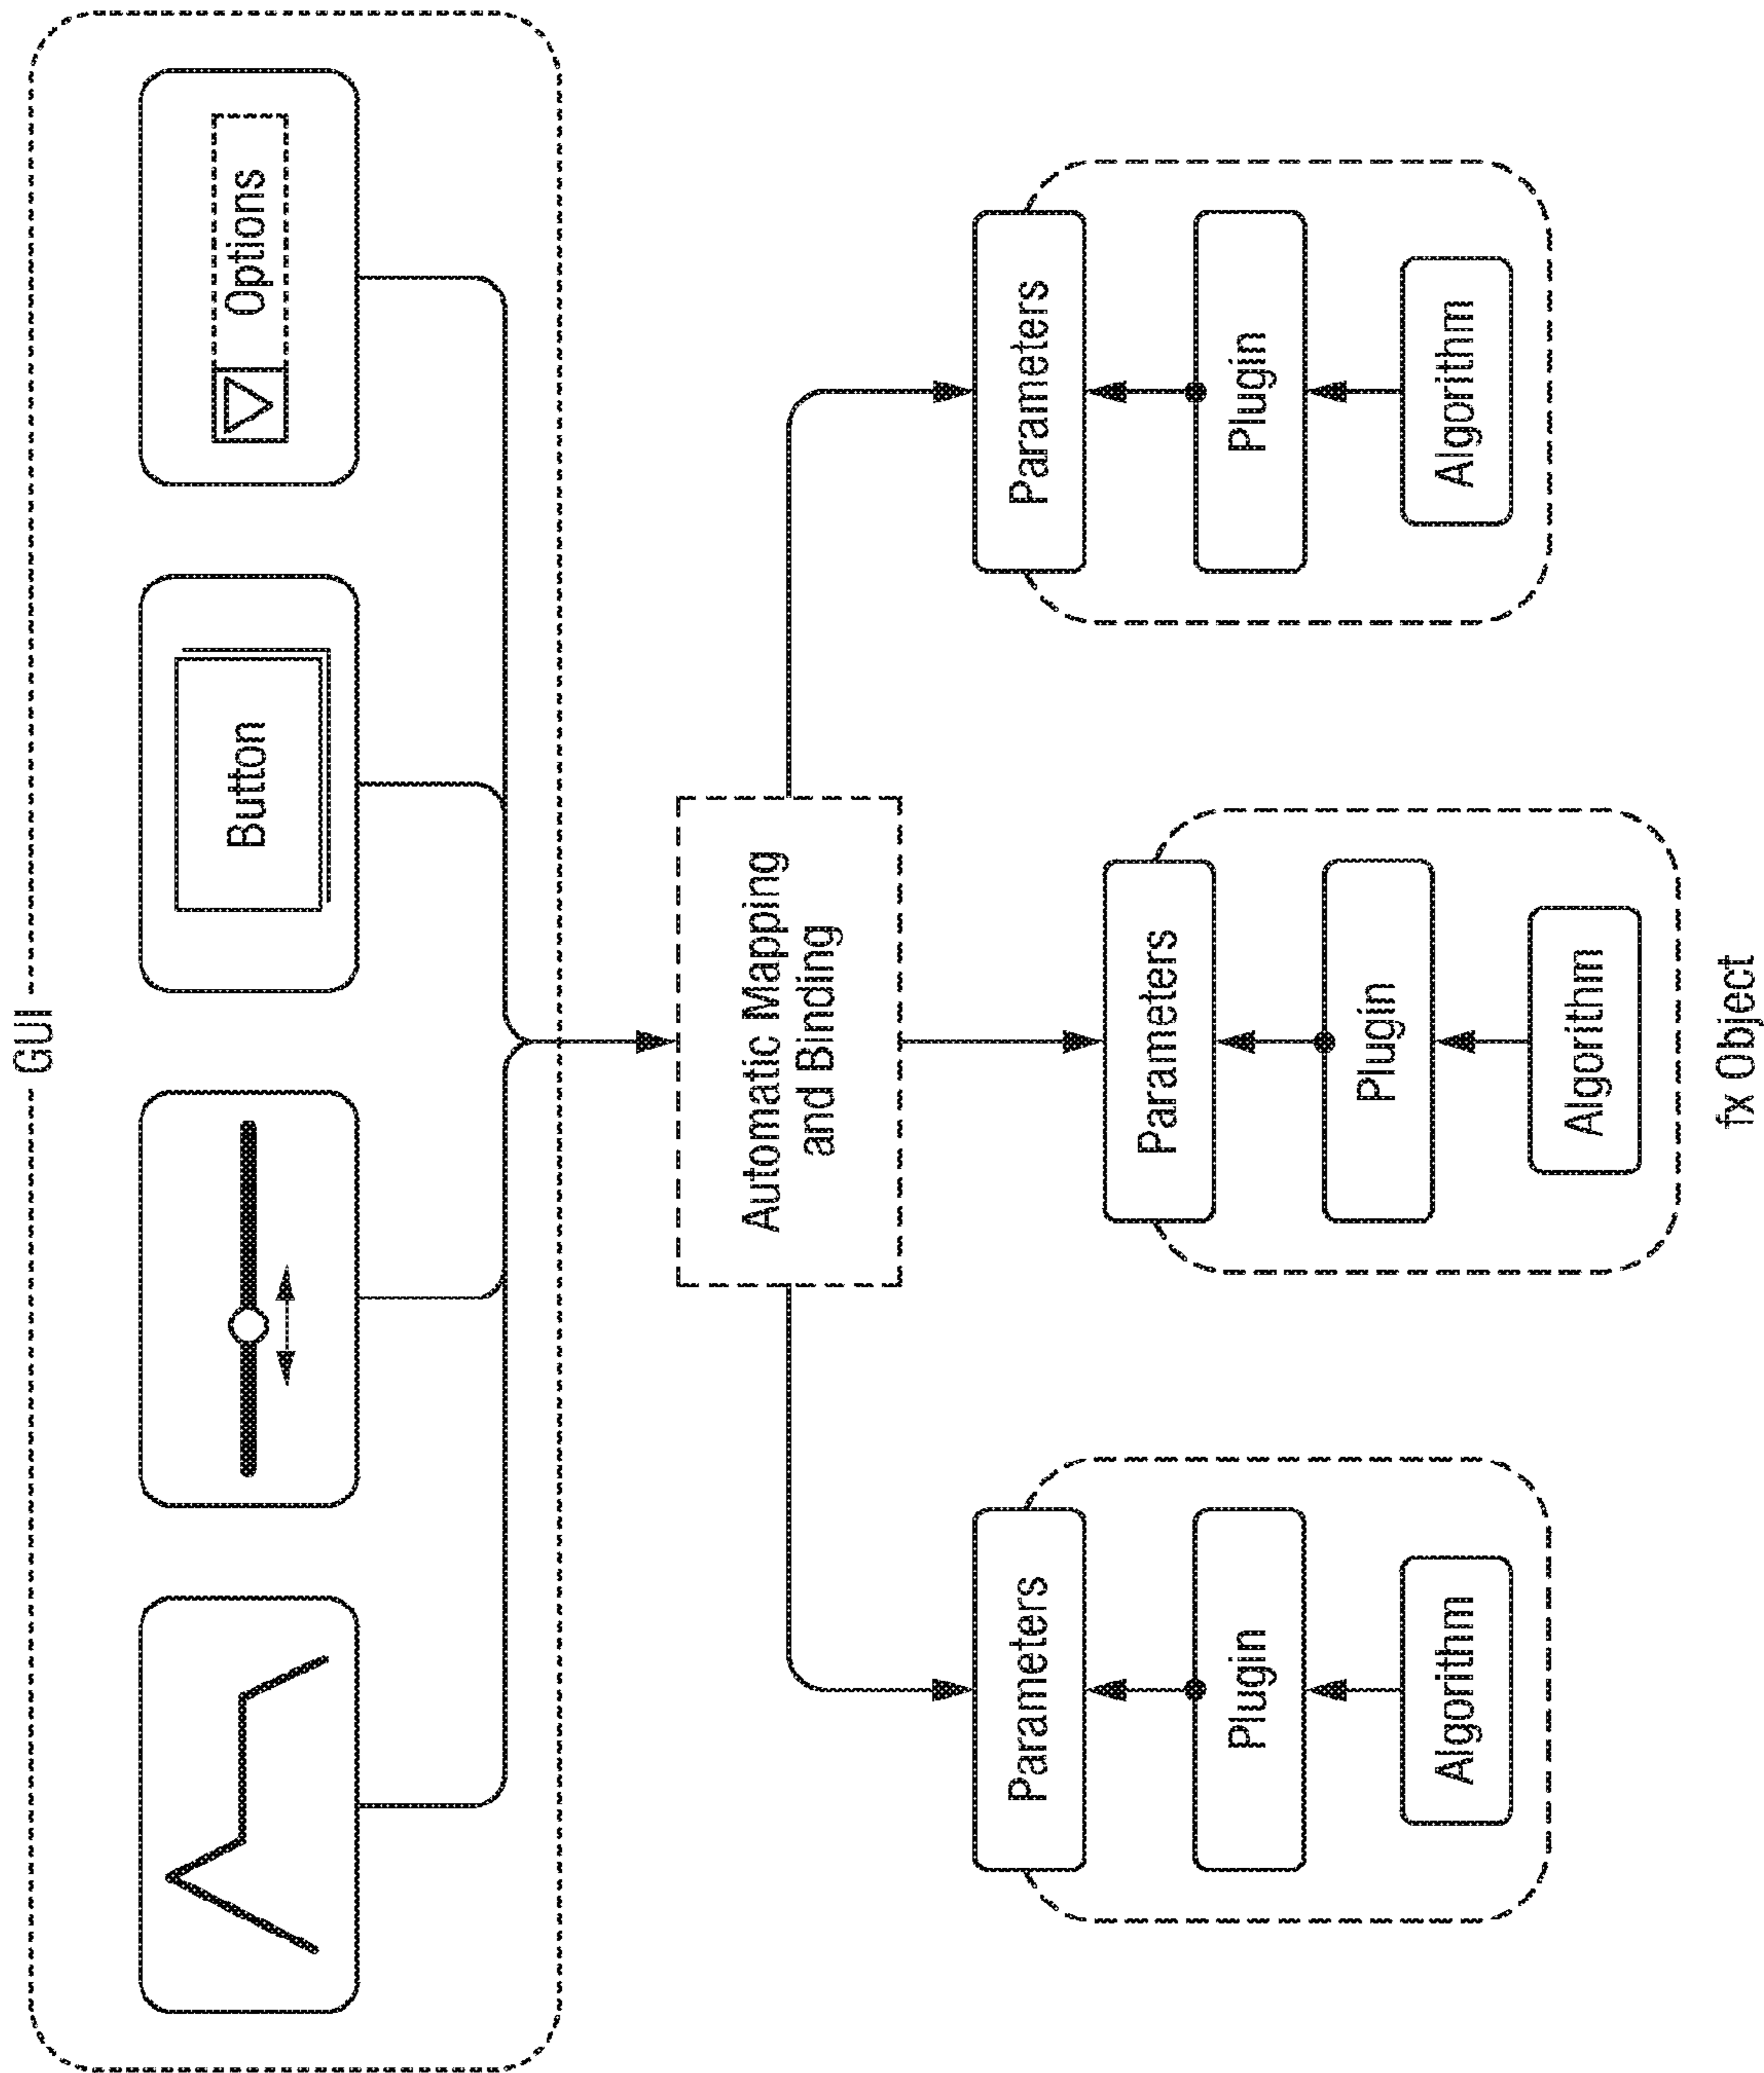 GUI
Button
Options
Automatic Mapping
and Binding
Parameters
Plugin
Algorithm
Parameters
Plugin
Algorithm
Parameters
Plugin
Algorithm
fx Object